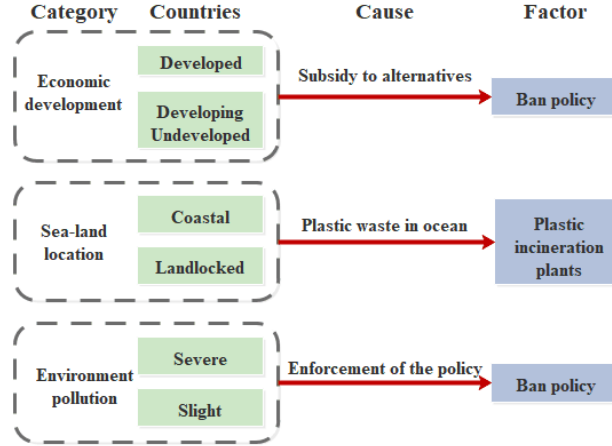 Category Countries Cause Factor
Economic
development
Developed
Developing
Undeveloped
Subsidy to alternatives
Ban policy
Sea-land
location
Coastal
Landlocked
Plastic waste in ocean
Plastic
incineration
plants
Environment
pollution
Severe
Slight
Enforcement of the policy
Ban policy